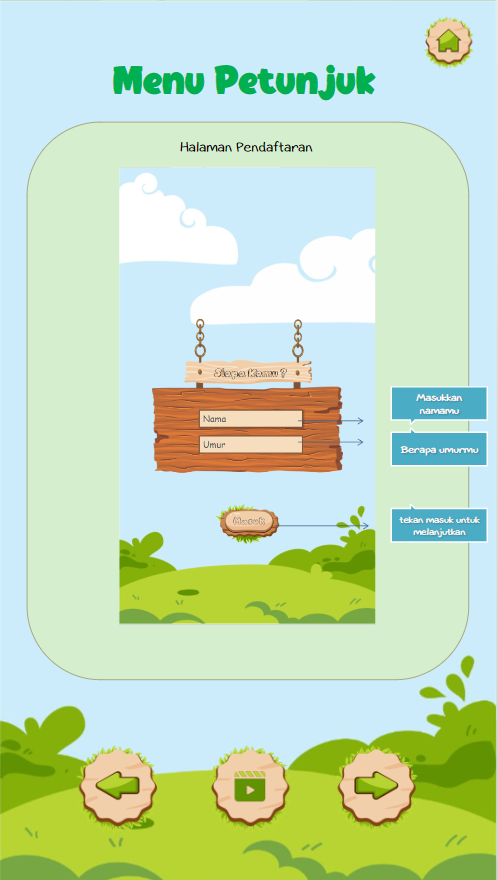 Menu Petunjuk
Halaman Pendaftaran
Siapa Kamu ?
Nama
Umur
Masuk
Masukkan
namamu
Berapa umurmu
tekan masuk untuk
melanjutkan